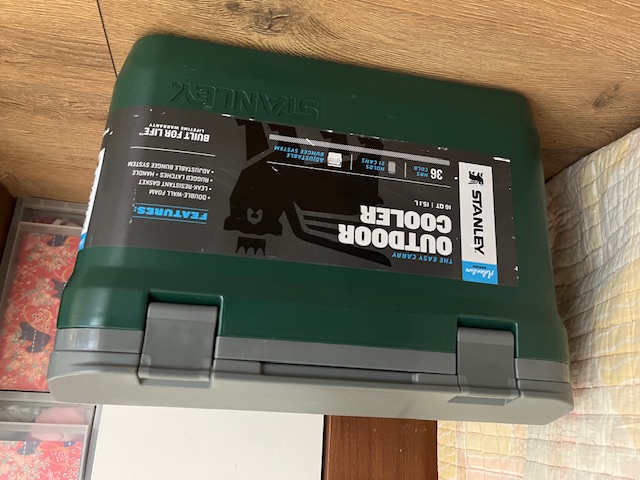 Adventure
STANLEY
THE EASY CARRY
OUTDOOR
COOLER
16 QT | 15.1 L
36
HRS
COLD
HOLDS
21 CANS
ADJUSTABLE
BUNGEE SYSTEM
FEATURES:
• DOUBLE-WALL FOAM
• LEAK-RESISTANT GASKET
• RUGGED LATCHES + HANDLE
• ADJUSTABLE BUNGEE SYSTEM
BUILT FOR LIFE™
LIFETIME WARRANTY
STANLEY